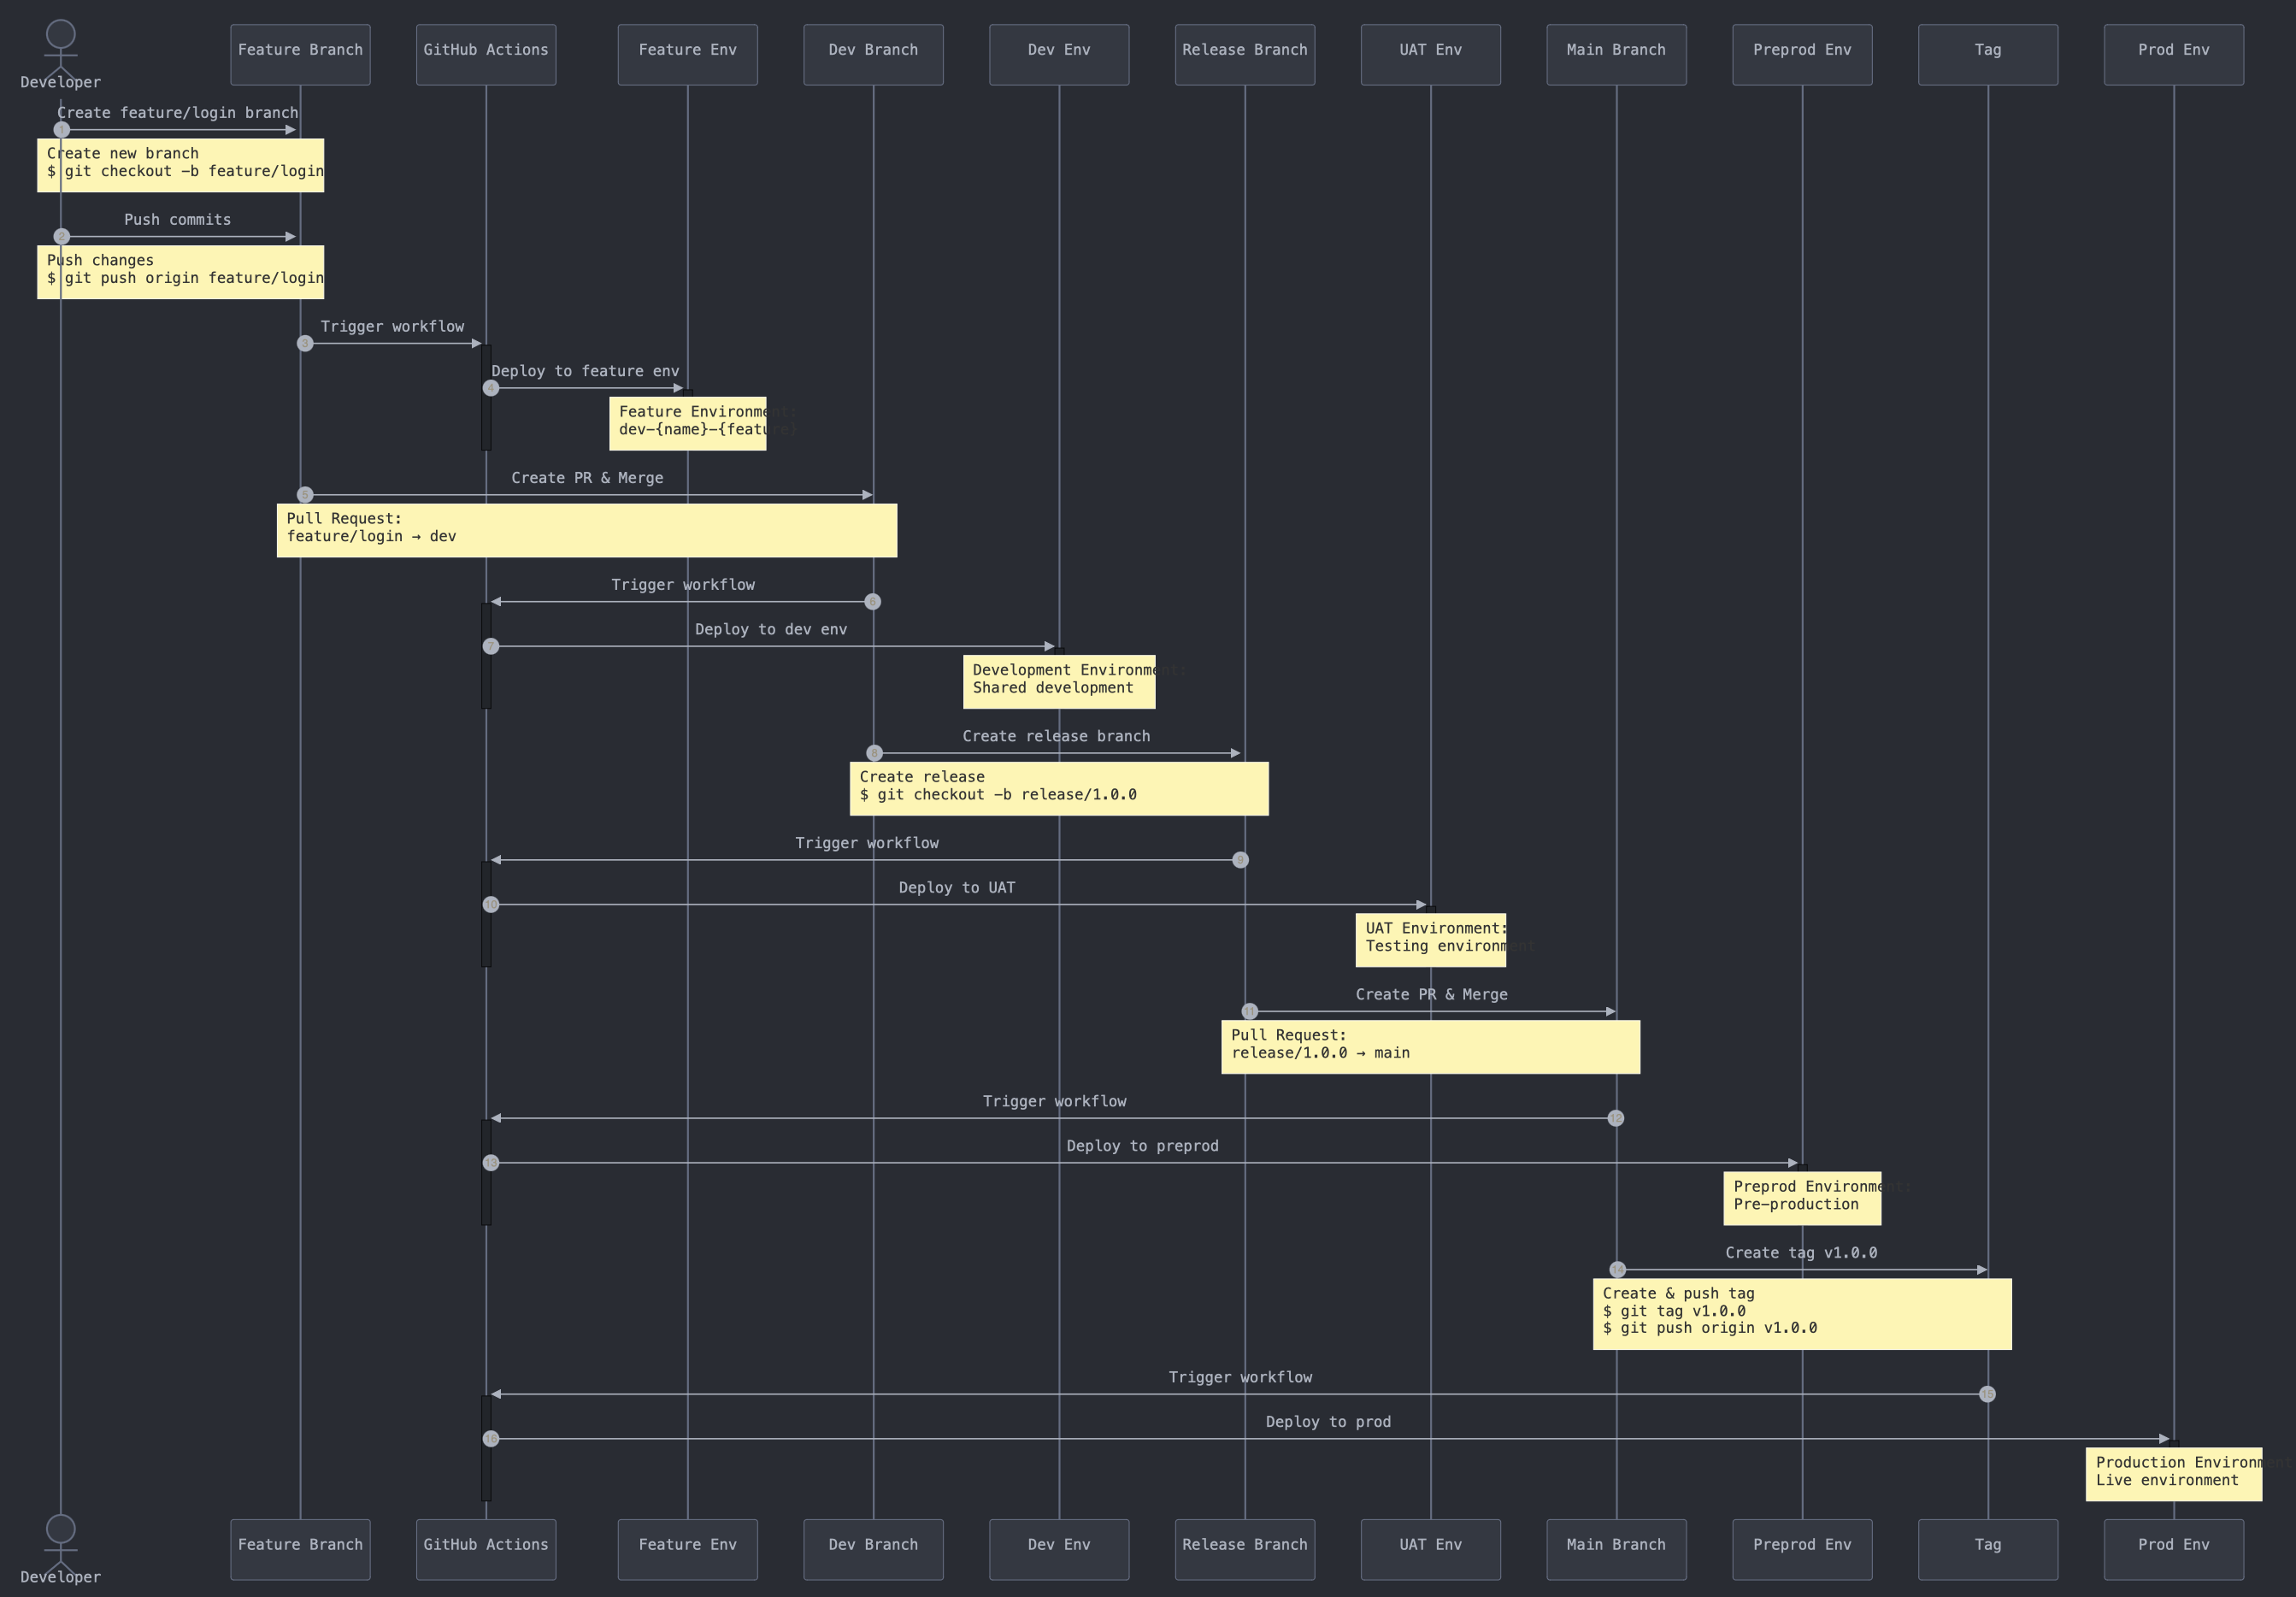 Developer
Feature Branch
GitHub Actions
Feature Env
Dev Branch
Dev Env
Release Branch
UAT Env
Main Branch
Preprod Env
Tag
Prod Env
Create feature/login branch
1
Create new branch
$ git checkout -b feature/login
Push commits
2
Push changes
$ git push origin feature/login
Trigger workflow
3
Deploy to feature env
4
Feature Environment:
dev-{name}-{feature}
Create PR & Merge
5
Pull Request:
feature/login → dev
Trigger workflow
6
Deploy to dev env
7
Development Environment:
Shared development
Create release branch
8
Create release
$ git checkout -b release/1.0.0
Trigger workflow
9
Deploy to UAT
10
UAT Environment:
Testing environment
Create PR & Merge
11
Pull Request:
release/1.0.0 → main
Trigger workflow
12
Deploy to preprod
13
Preprod Environment:
Pre-production
Create tag v1.0.0
14
Create & push tag
$ git tag v1.0.0
$ git push origin v1.0.0
Trigger workflow
15
Deploy to prod
16
Production Environm
Live environment
Developer
Feature Branch
GitHub Actions
Feature Env
Dev Branch
Dev Env
Release Branch
UAT Env
Main Branch
Preprod Env
Tag
Prod Env